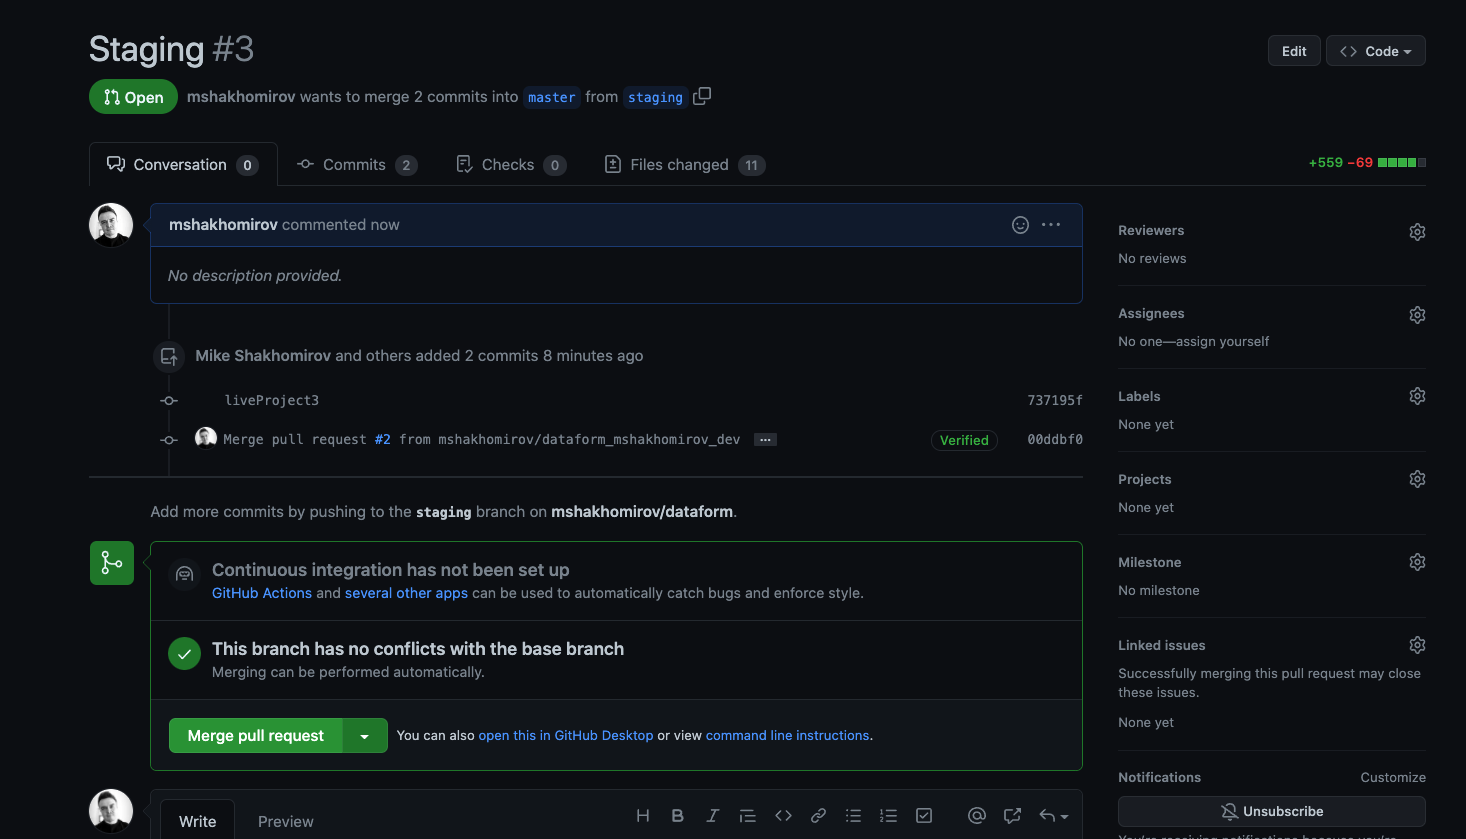 Staging #3
Edit
Code
Open
mshakhomirov wants to merge 2 commits into master from staging
Conversation 0
Commits 2
Checks 0
Files changed 11
+559 −69
mshakhomirov commented now
No description provided.
Mike Shakhomirov and others added 2 commits 8 minutes ago
liveProject3 737195f
Merge pull request #2 from mshakhomirov/dataform_mshakhomirov_dev ... Verified 00ddbf0
Add more commits by pushing to the staging branch on mshakhomirov/dataform.
Continuous integration has not been set up
GitHub Actions and several other apps can be used to automatically catch bugs and enforce style.
This branch has no conflicts with the base branch
Merging can be performed automatically.
Merge pull request
You can also open this in GitHub Desktop or view command line instructions.
Write
Preview
Reviewers
No reviews
Assignees
No one—assign yourself
Labels
None yet
Projects
None yet
Milestone
No milestone
Linked issues
Successfully merging this pull request may close
these issues.
None yet
Notifications
Customize
Unsubscribe
You're receiving notifications because you're